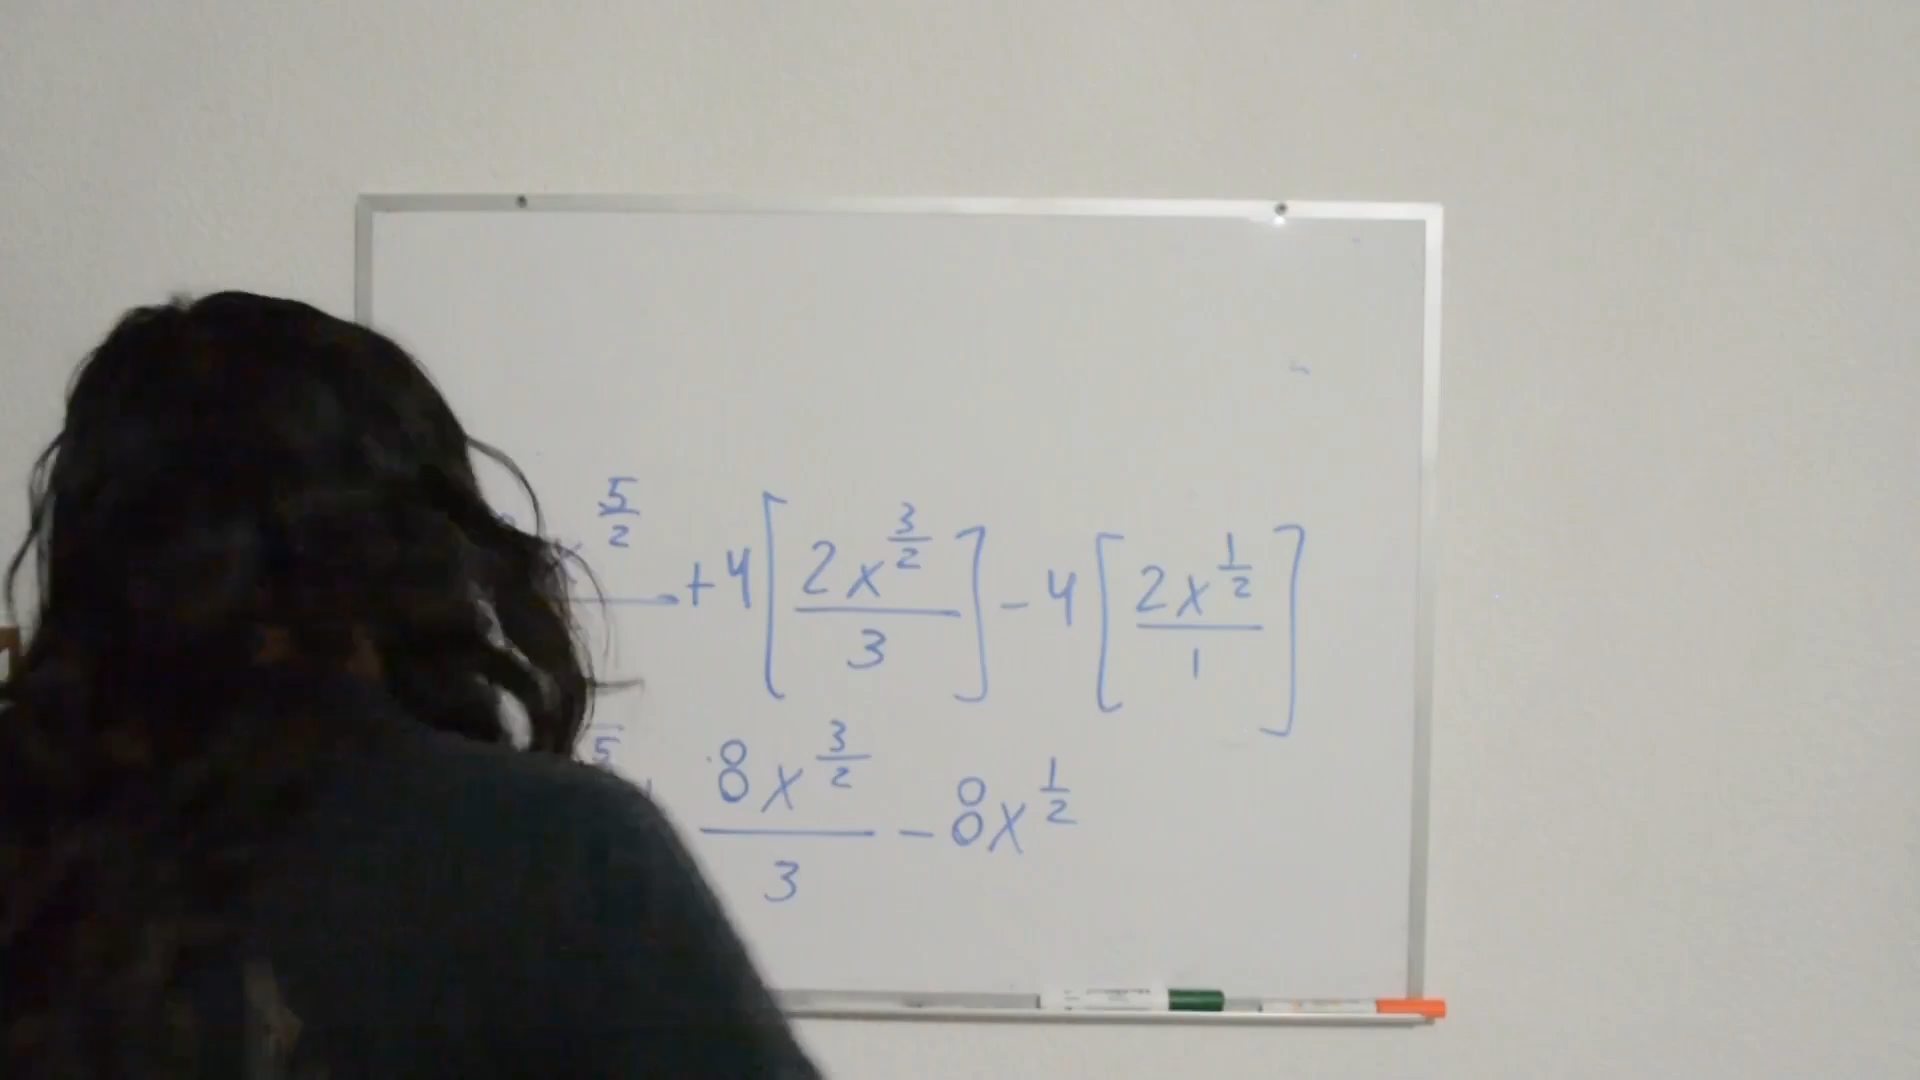 x^(5/2) + 4[2x^(3/2)/3] - 4[2x^(1/2)/1]
5 8x^(3/2)/3 - 8x^(1/2)